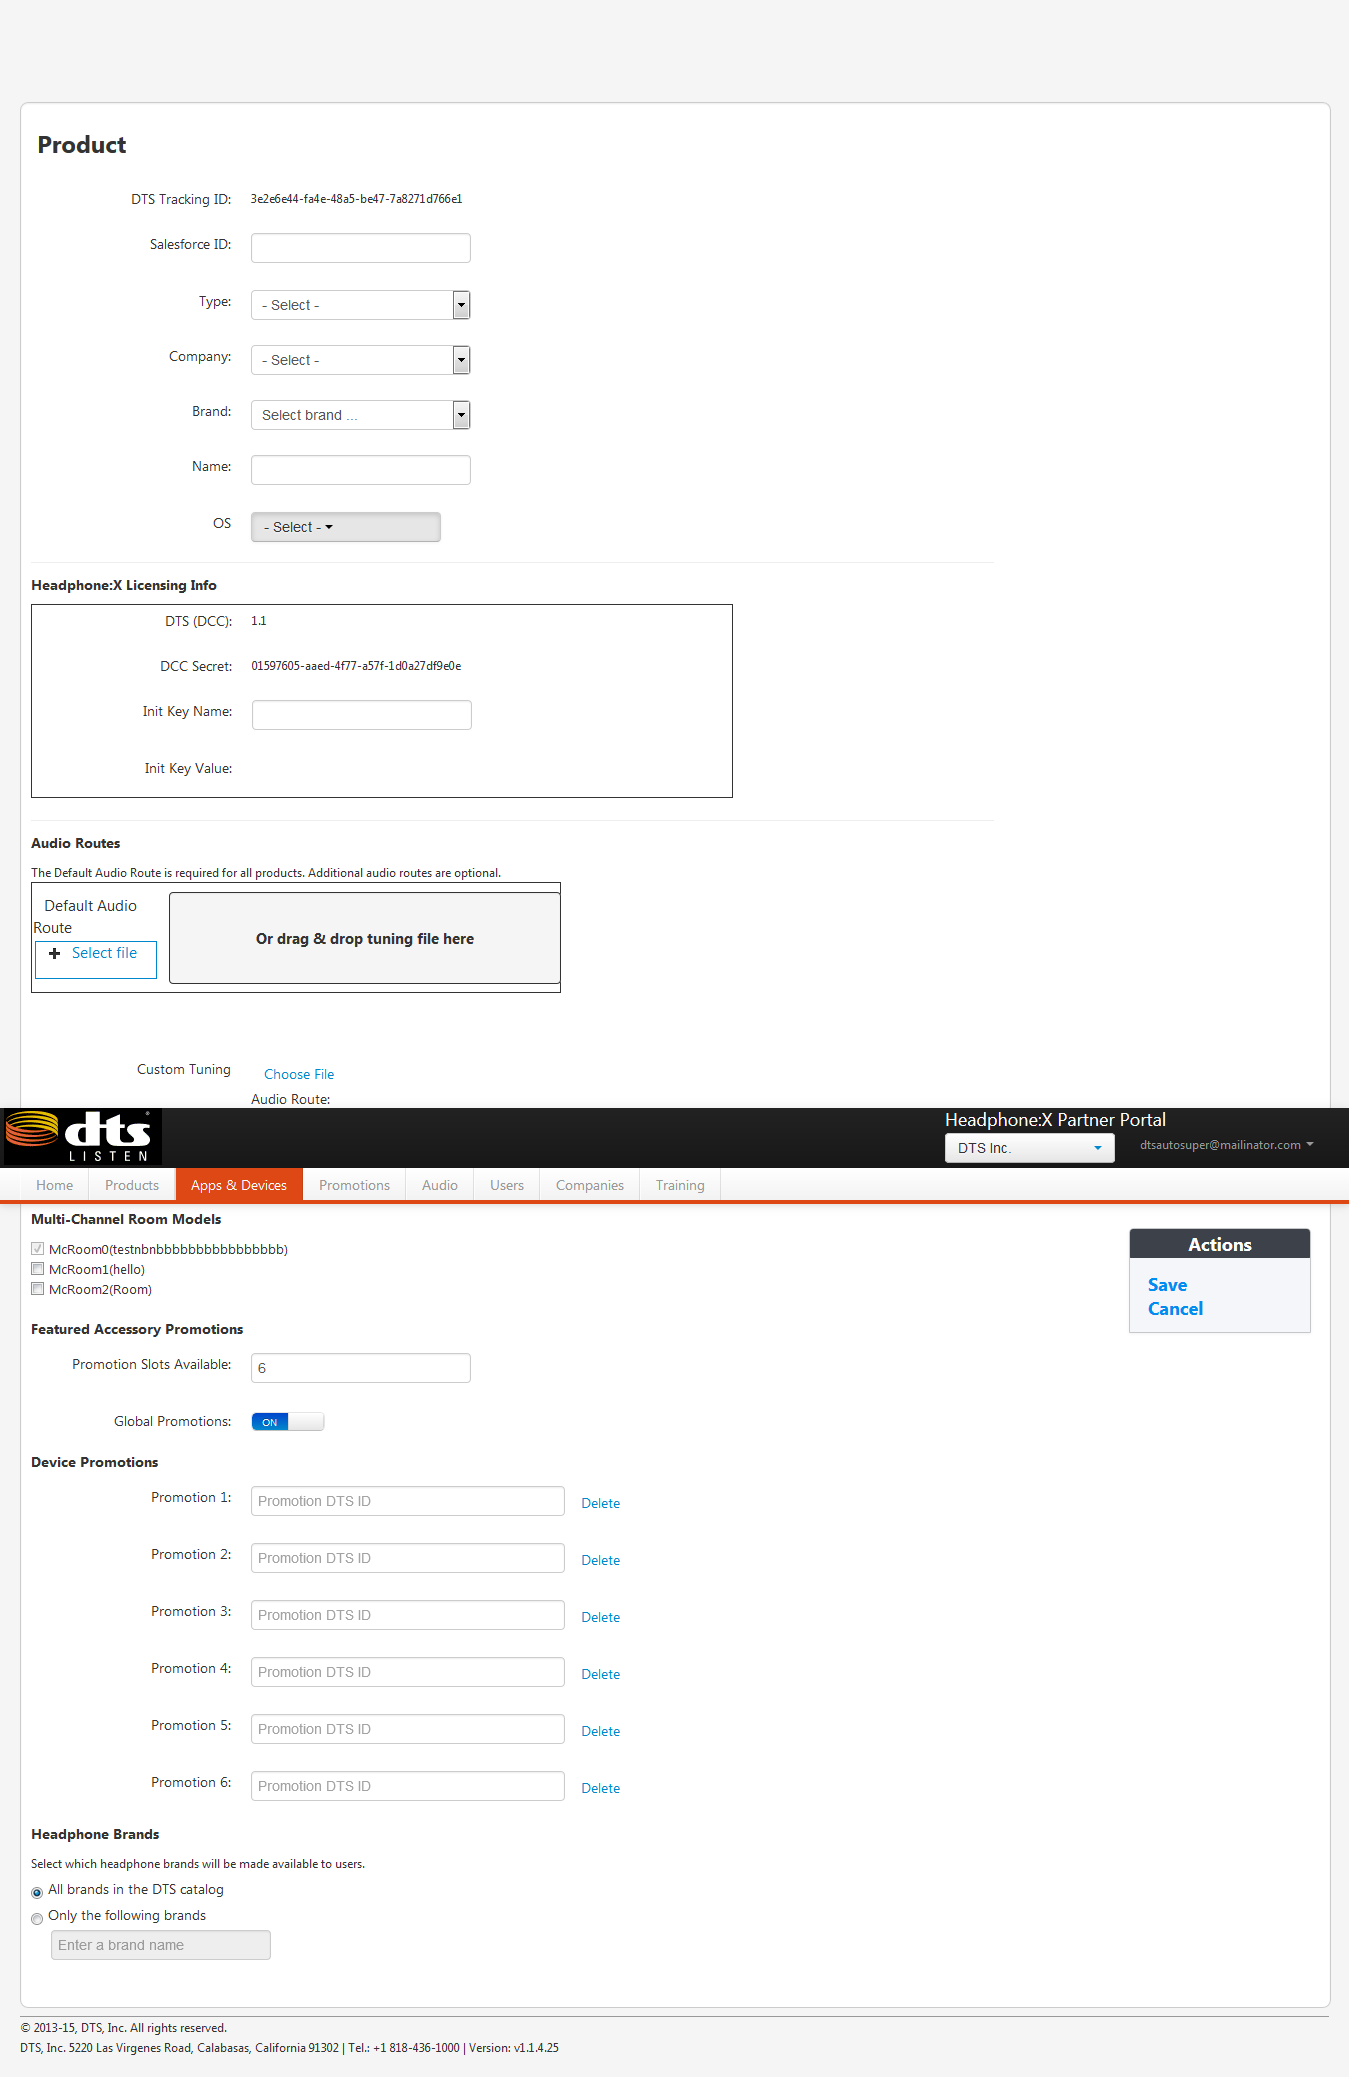 Product
DTS Tracking ID: 3e2e6e44-fa4e-48a5-be47-7a8271d766e1
Salesforce ID:
Type: - Select -
Company: - Select -
Brand: Select brand ...
Name:
OS - Select -
Headphone:X Licensing Info
DTS (DCC): 1.1
DCC Secret: 01597605-aaed-4f77-a57f-1d0a27df9e0e
Init Key Name:
Init Key Value:
Audio Routes
The Default Audio Route is required for all products. Additional audio routes are optional.
Default Audio
Route
Select file
Or drag & drop tuning file here
Custom Tuning Choose File
Audio Route:
dts®
LISTEN
Headphone:X Partner Portal
DTS Inc. dtsautosuper@mailinator.com
Home Products Apps & Devices Promotions Audio Users Companies Training
Multi-Channel Room Models
McRoom0(testnbnbbbbbbbbbbbbbbbb)
McRoom1(hello)
McRoom2(Room)
Actions
Save
Cancel
Featured Accessory Promotions
Promotion Slots Available: 6
Global Promotions: ON
Device Promotions
Promotion 1: Promotion DTS ID Delete
Promotion 2: Promotion DTS ID Delete
Promotion 3: Promotion DTS ID Delete
Promotion 4: Promotion DTS ID Delete
Promotion 5: Promotion DTS ID Delete
Promotion 6: Promotion DTS ID Delete
Headphone Brands
Select which headphone brands will be made available to users.
All brands in the DTS catalog
Only the following brands
Enter a brand name
© 2013-15, DTS, Inc. All rights reserved.
DTS, Inc. 5220 Las Virgenes Road, Calabasas, California 91302 | Tel.: +1 818-436-1000 | Version: v1.1.4.25